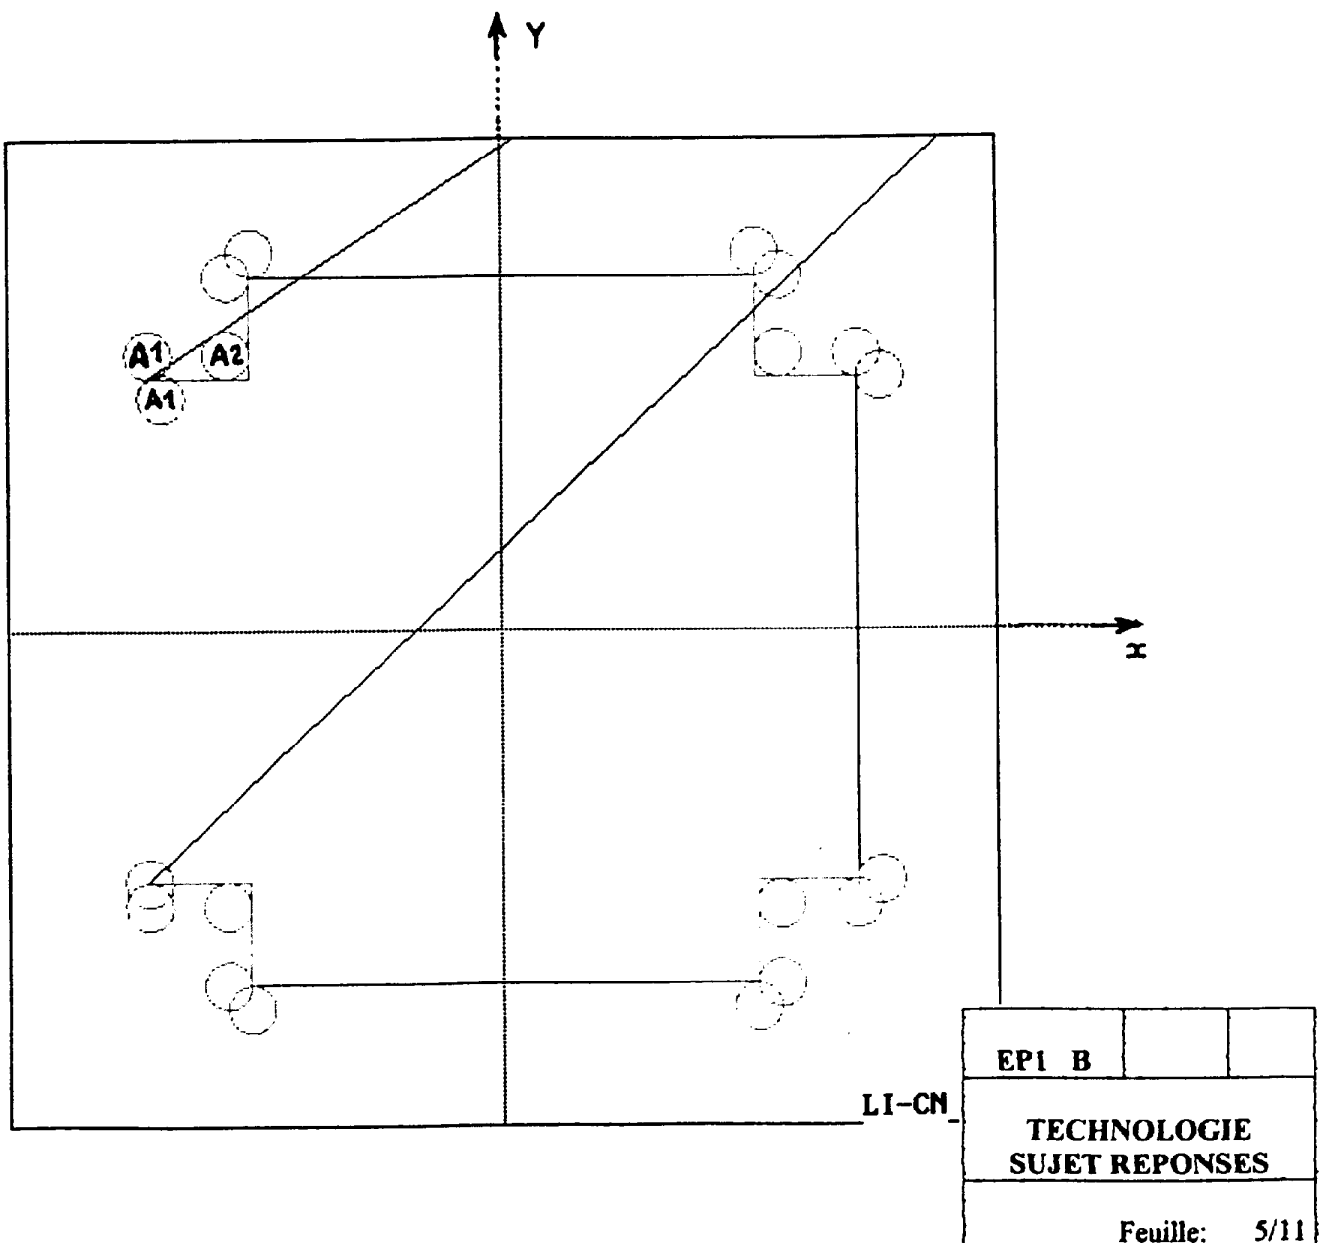 Y
A1 A2
A1
x
LI-CN
EP1 B
TECHNOLOGIE
SUJET REPONSES
Feuille: 5/11